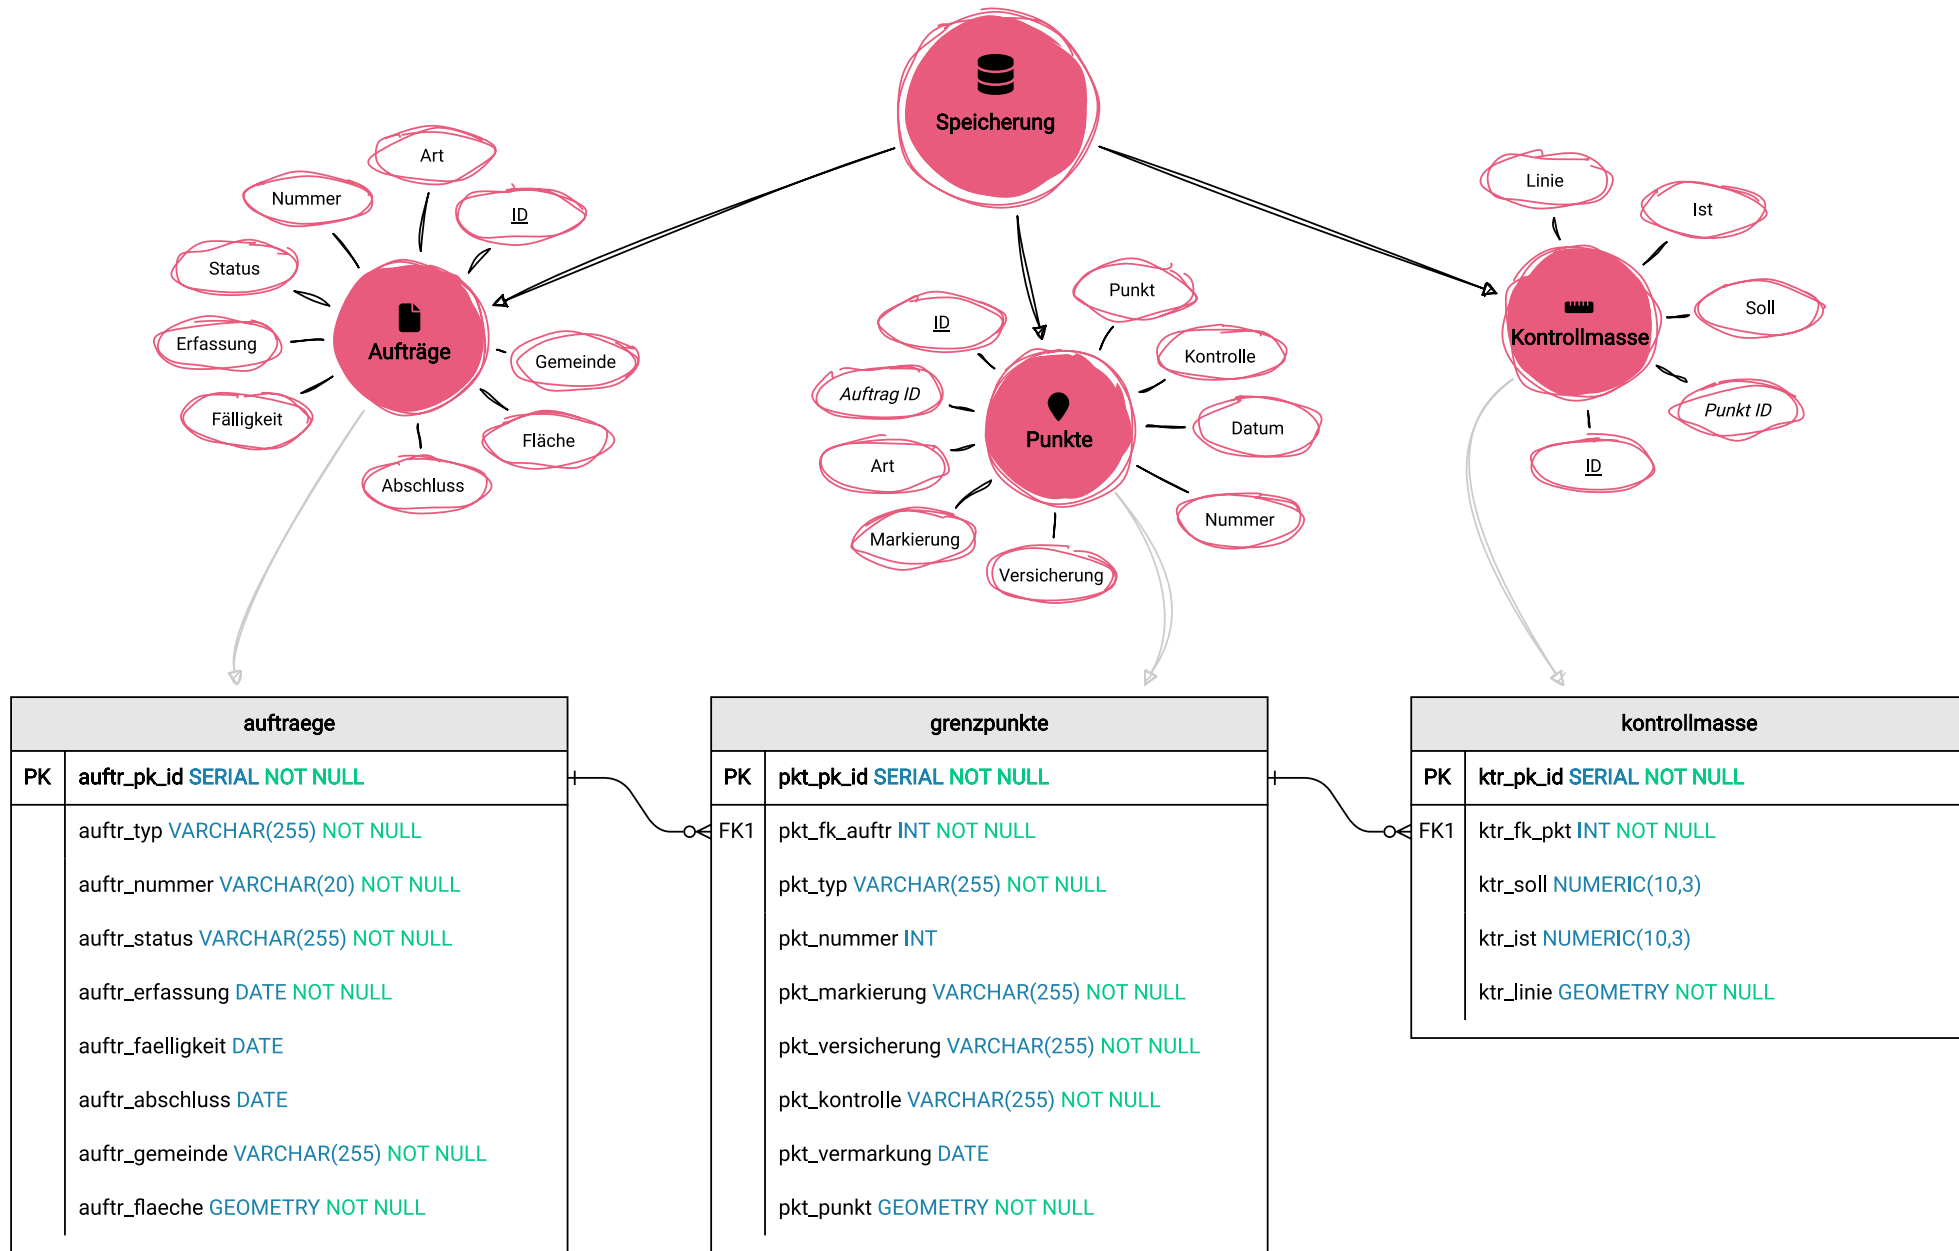 Speicherung
Art
Nummer
ID
Status
Erfassung
Aufträge
Gemeinde
Fälligkeit
Fläche
Abschluss
Punkt
ID
Kontrolle
Auftrag ID
Punkte
Datum
Art
Nummer
Markierung
Versicherung
Linie
Ist
Soll
Kontrollmasse
Punkt ID
ID
auftraege
PK auftr_pk_id SERIAL NOT NULL
auftr_typ VARCHAR(255) NOT NULL
auftr_nummer VARCHAR(20) NOT NULL
auftr_status VARCHAR(255) NOT NULL
auftr_erfassung DATE NOT NULL
auftr_faelligkeit DATE
auftr_abschluss DATE
auftr_gemeinde VARCHAR(255) NOT NULL
auftr_flaeche GEOMETRY NOT NULL
grenzpunkte
PK pkt_pk_id SERIAL NOT NULL
FK1 pkt_fk_auftr INT NOT NULL
pkt_typ VARCHAR(255) NOT NULL
pkt_nummer INT
pkt_markierung VARCHAR(255) NOT NULL
pkt_versicherung VARCHAR(255) NOT NULL
pkt_kontrolle VARCHAR(255) NOT NULL
pkt_vermarkung DATE
pkt_punkt GEOMETRY NOT NULL
kontrollmasse
PK ktr_pk_id SERIAL NOT NULL
FK1 ktr_fk_pkt INT NOT NULL
ktr_soll NUMERIC(10,3)
ktr_ist NUMERIC(10,3)
ktr_linie GEOMETRY NOT NULL